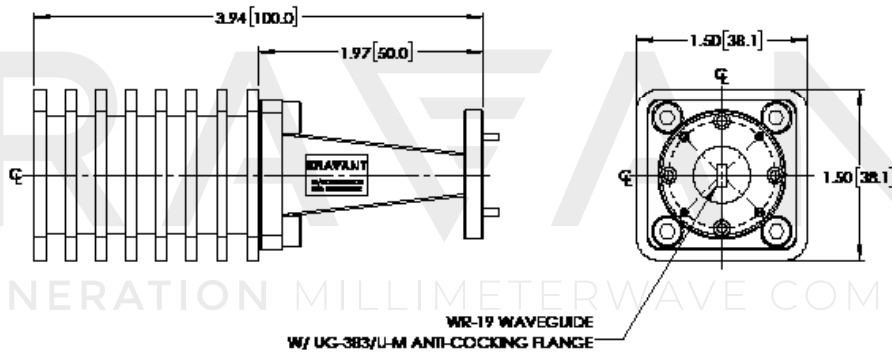 3.94 [100.0]
1.97 [50.0]
1.50 [38.1]
℄
ERAVANT
℄
℄
1.50 [38.1]
RAVAN
NERATION MILLIMETERWAVE COM
WR-19 WAVEGUIDE
W/ UG-383/U-M ANTI-COCKING FLANGE